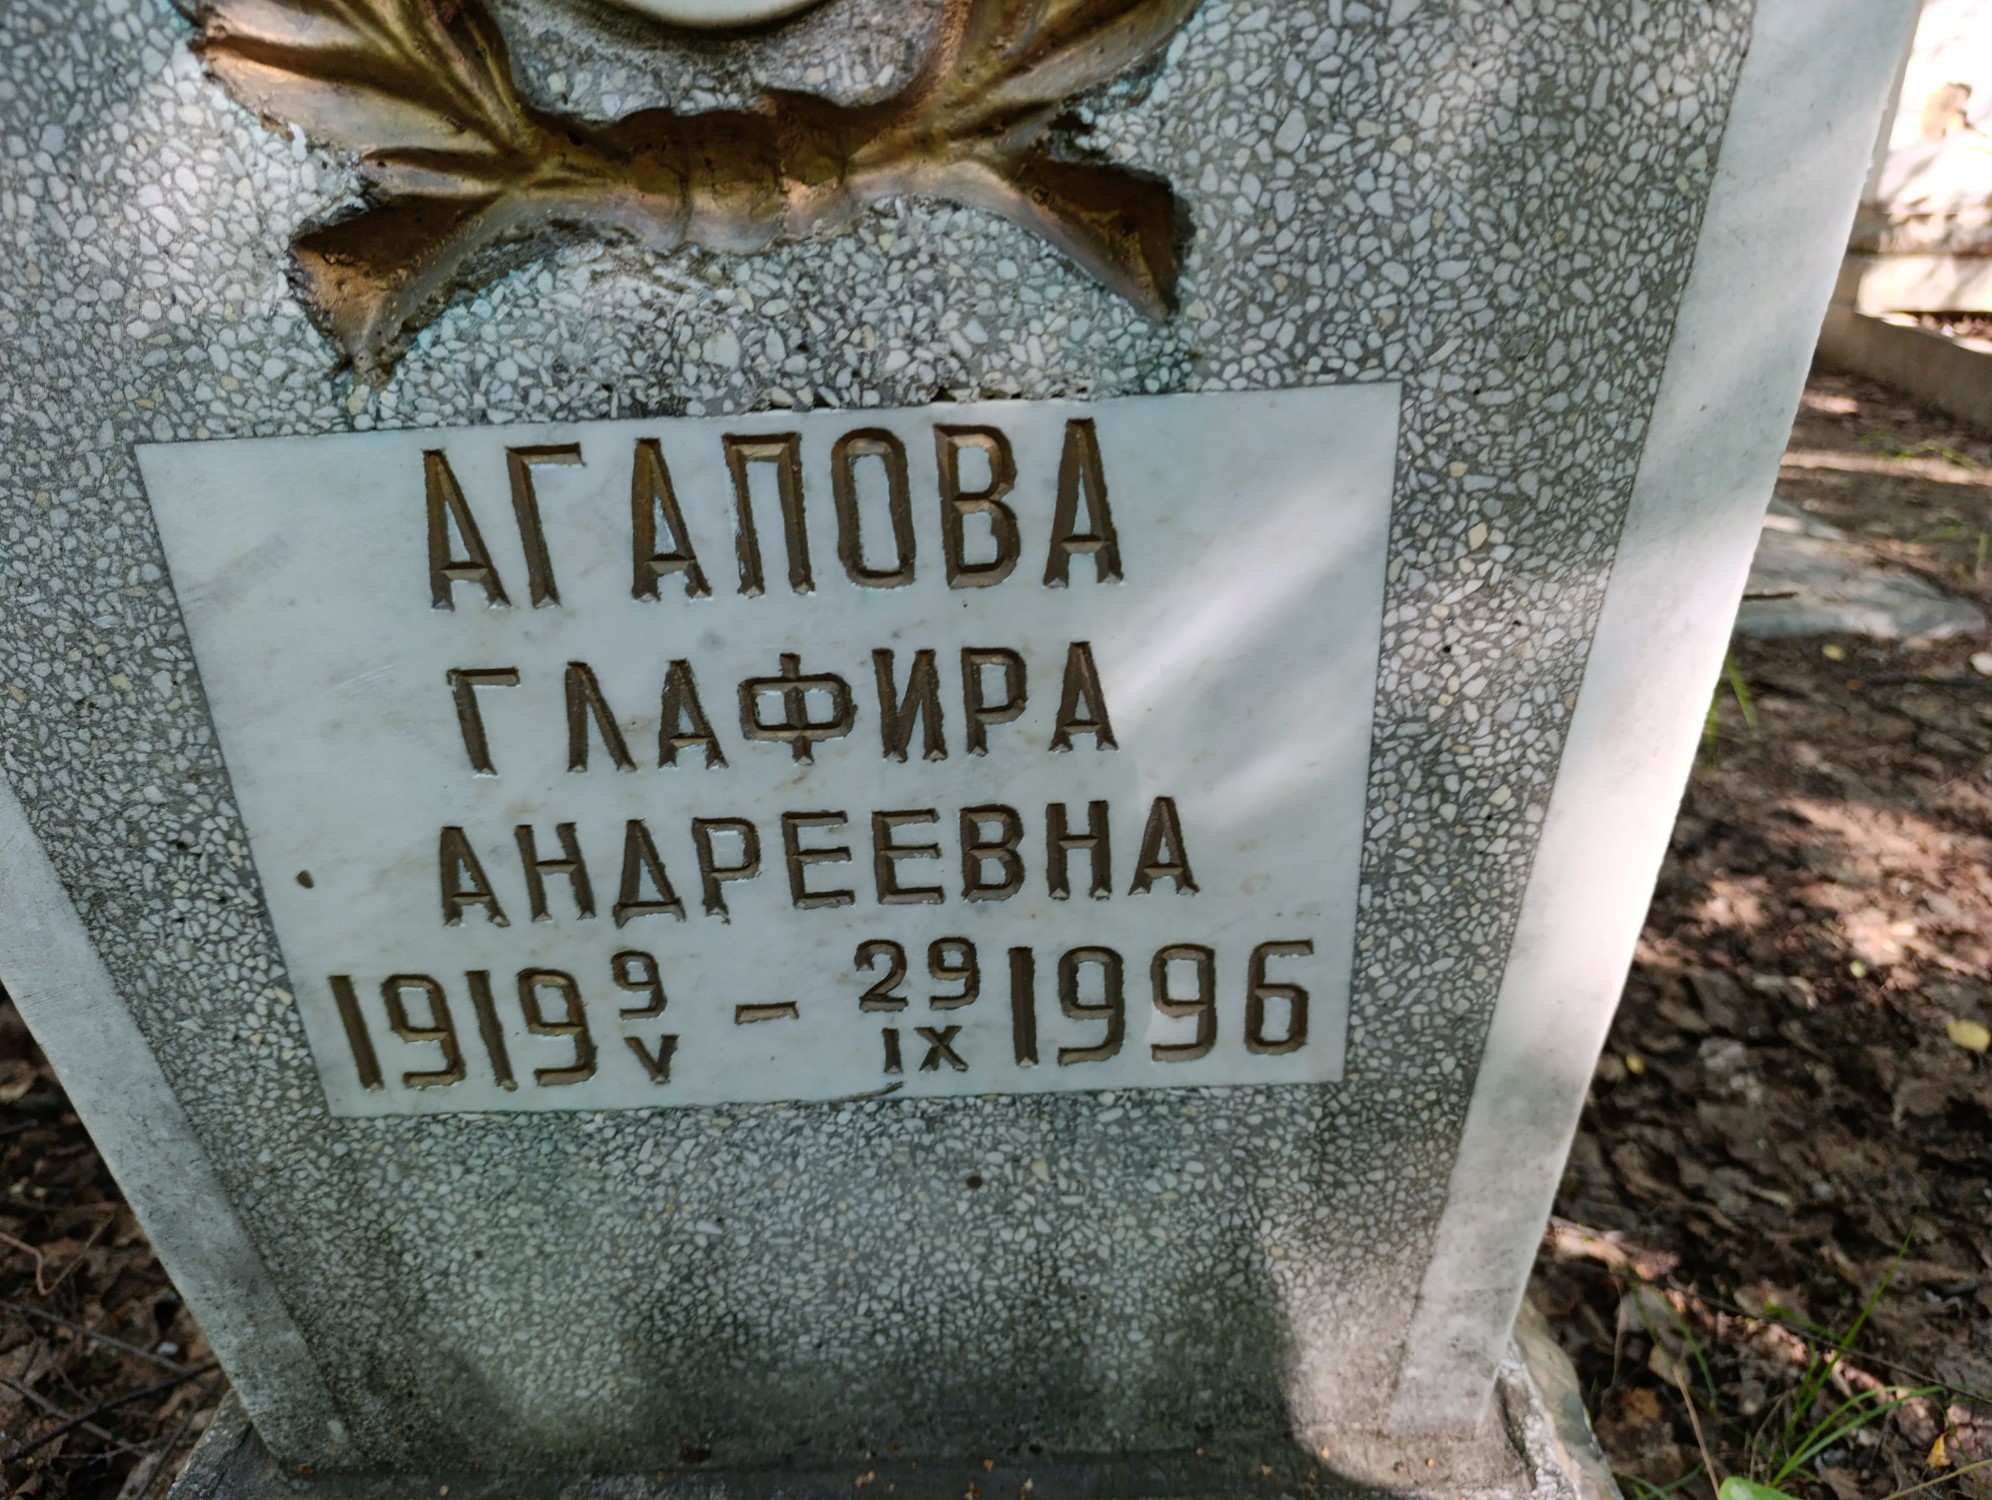 АГАПОВА
ГЛАФИРА
АНДРЕЕВНА
1919 9/V - 29/IX 1996